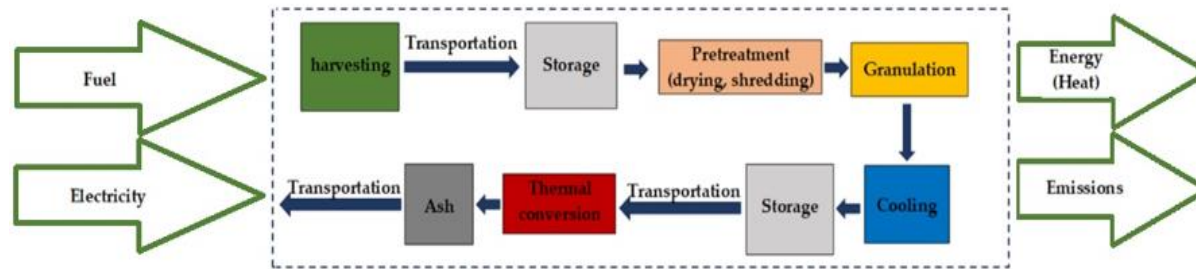 Fuel
Electricity
harvesting
Transportation
Storage
Pretreatment
(drying, shredding)
Granulation
Cooling
Storage
Transportation
Thermal
conversion
Ash
Transportation
Energy
(Heat)
Emissions